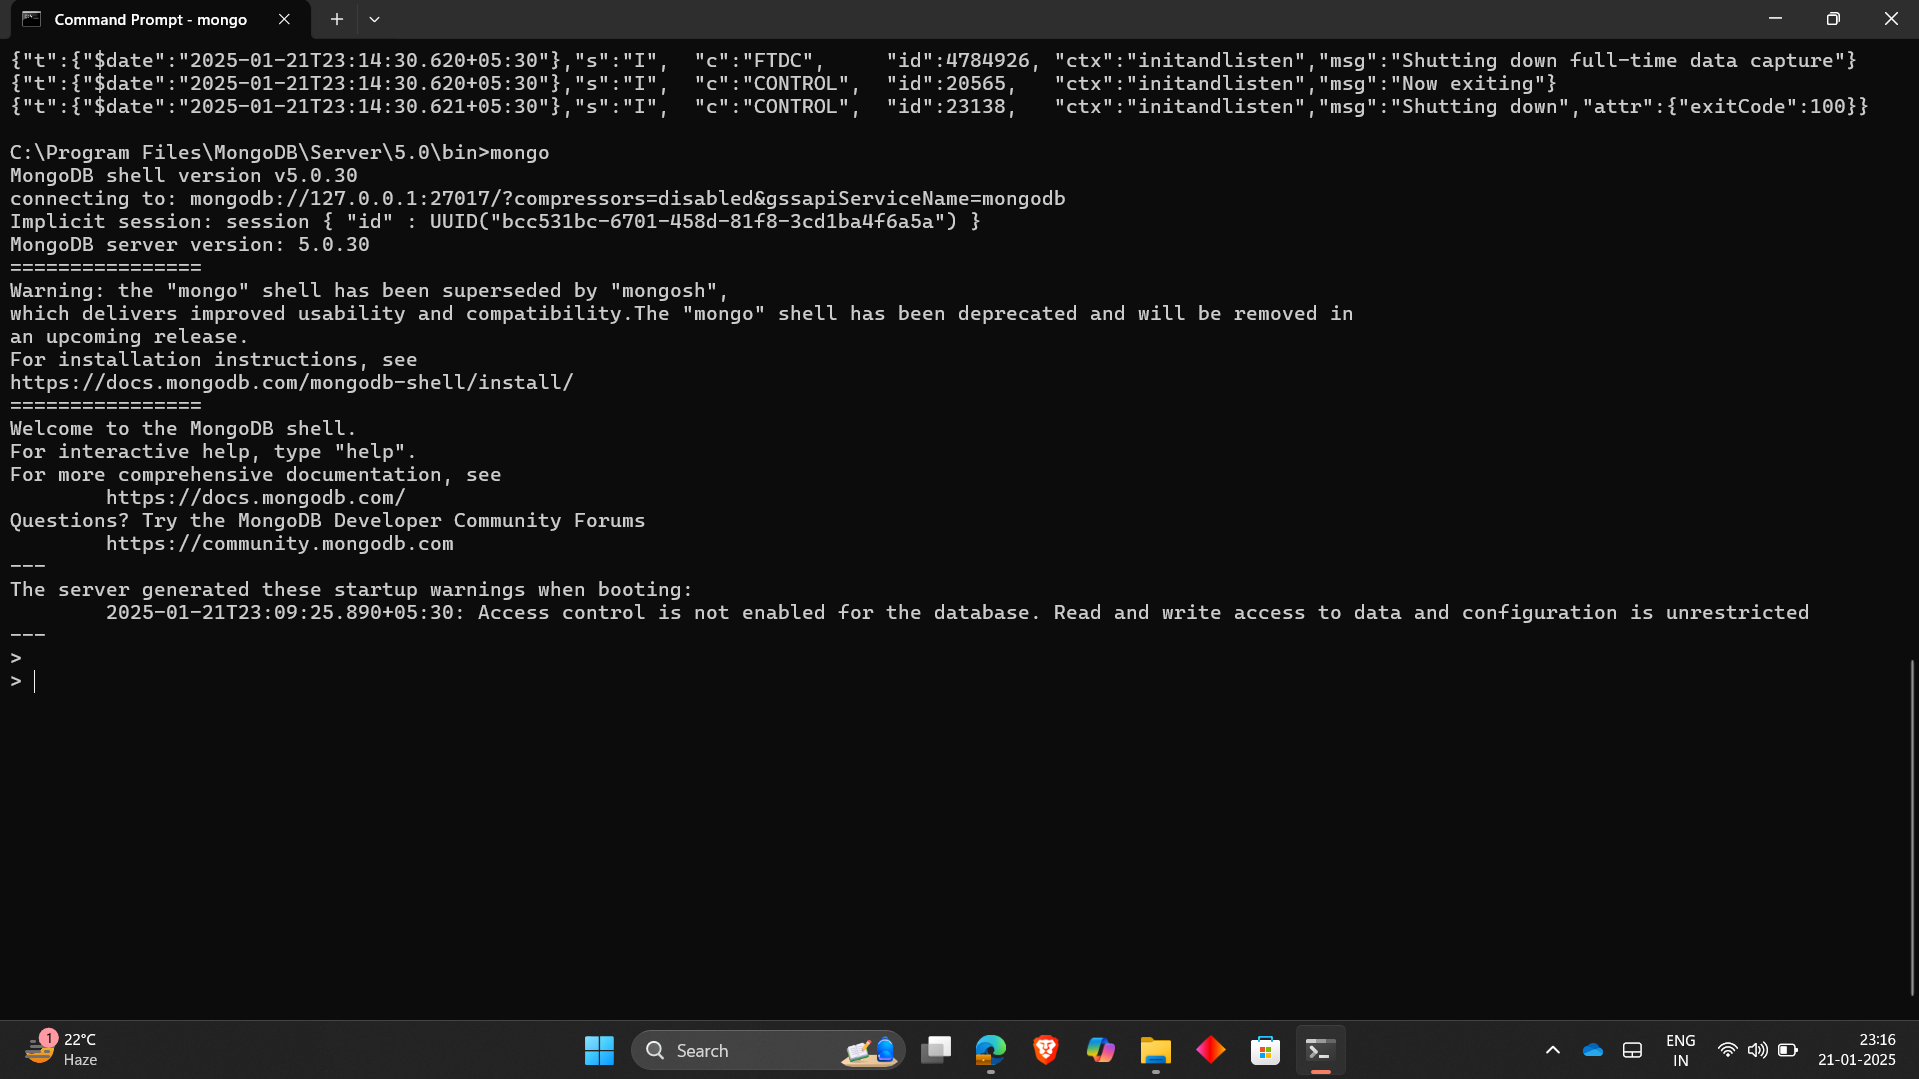 Command Prompt - mongo
{"t":{"$date":"2025-01-21T23:14:30.620+05:30"},"s":"I",  "c":"FTDC",     "id":4784926, "ctx":"initandlisten","msg":"Shutting down full-time data capture"}
{"t":{"$date":"2025-01-21T23:14:30.620+05:30"},"s":"I",  "c":"CONTROL",  "id":20565,   "ctx":"initandlisten","msg":"Now exiting"}
{"t":{"$date":"2025-01-21T23:14:30.621+05:30"},"s":"I",  "c":"CONTROL",  "id":23138,   "ctx":"initandlisten","msg":"Shutting down","attr":{"exitCode":100}}
C:\Program Files\MongoDB\Server\5.0\bin>mongo
MongoDB shell version v5.0.30
connecting to: mongodb://127.0.0.1:27017/?compressors=disabled&gssapiServiceName=mongodb
Implicit session: session { "id" : UUID("bcc531bc-6701-458d-81f8-3cd1ba4f6a5a") }
MongoDB server version: 5.0.30
================
Warning: the "mongo" shell has been superseded by "mongosh",
which delivers improved usability and compatibility.The "mongo" shell has been deprecated and will be removed in
an upcoming release.
For installation instructions, see
https://docs.mongodb.com/mongodb-shell/install/
================
Welcome to the MongoDB shell.
For interactive help, type "help".
For more comprehensive documentation, see
        https://docs.mongodb.com/
Questions? Try the MongoDB Developer Community Forums
        https://community.mongodb.com
---
The server generated these startup warnings when booting:
        2025-01-21T23:09:25.890+05:30: Access control is not enabled for the database. Read and write access to data and configuration is unrestricted
---
>
>
1
22°C
Haze
Search
ENG
IN
23:16
21-01-2025